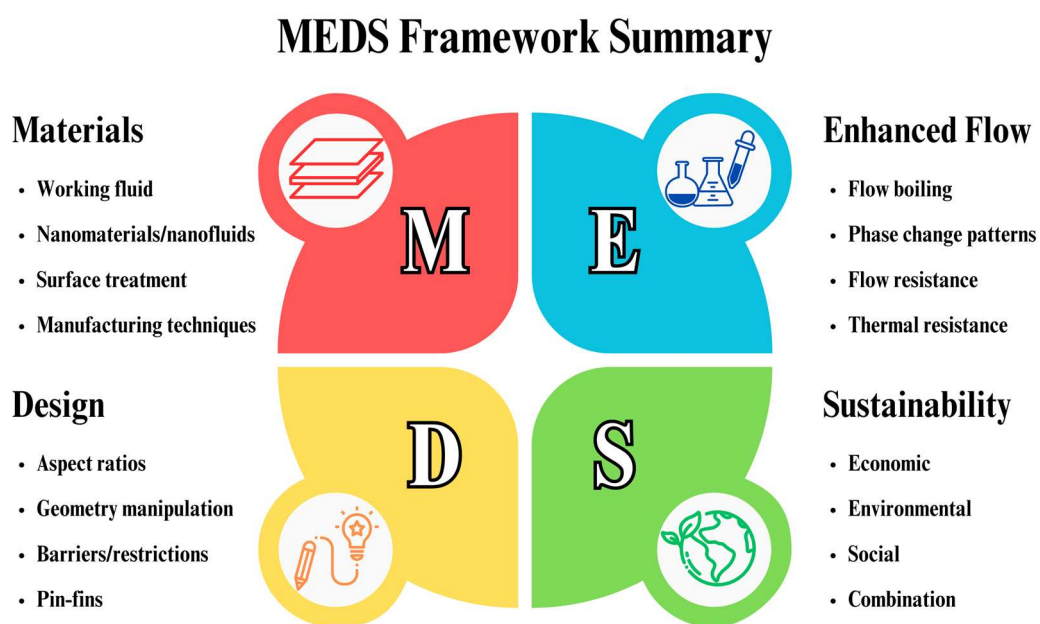 MEDS Framework Summary
Materials
• Working fluid
• Nanomaterials/nanofluids
• Surface treatment
• Manufacturing techniques
M
E
Enhanced Flow
• Flow boiling
• Phase change patterns
• Flow resistance
• Thermal resistance
Design
• Aspect ratios
• Geometry manipulation
• Barriers/restrictions
• Pin-fins
D
S
Sustainability
• Economic
• Environmental
• Social
• Combination